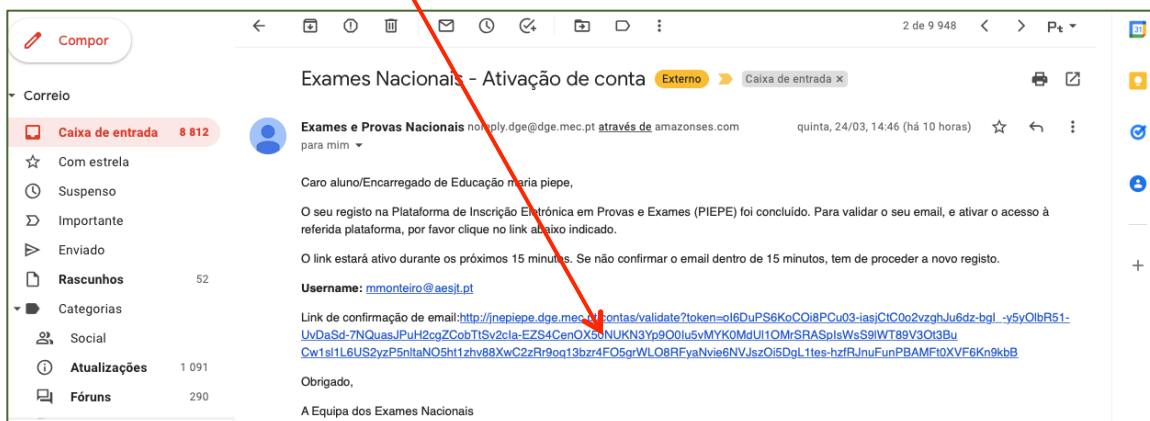 Compor
2 de 9 948
Pt
31
Exames Nacionais - Ativação de conta Externo Caixa de entrada x
Correio
Caixa de entrada 8 812
Com estrela
Suspenso
Importante
Enviado
Rascunhos 52
Categorias
Social
Atualizações 1 091
Fóruns 290
Exames e Provas Nacionais noreply.dge@dge.mec.pt através de amazonses.com quinta, 24/03, 14:46 (há 10 horas)
para mim
Caro aluno/Encarregado de Educação maria piepe,
O seu registo na Plataforma de Inscrição Eletrónica em Provas e Exames (PIEPE) foi concluído. Para validar o seu email, e ativar o acesso à
referida plataforma, por favor clique no link abaixo indicado.
O link estará ativo durante os próximos 15 minutos. Se não confirmar o email dentro de 15 minutos, tem de proceder a novo registo.
Username: mmonteiro@aesjt.pt
Link de confirmação de email:
Obrigado,
A Equipa dos Exames Nacionais